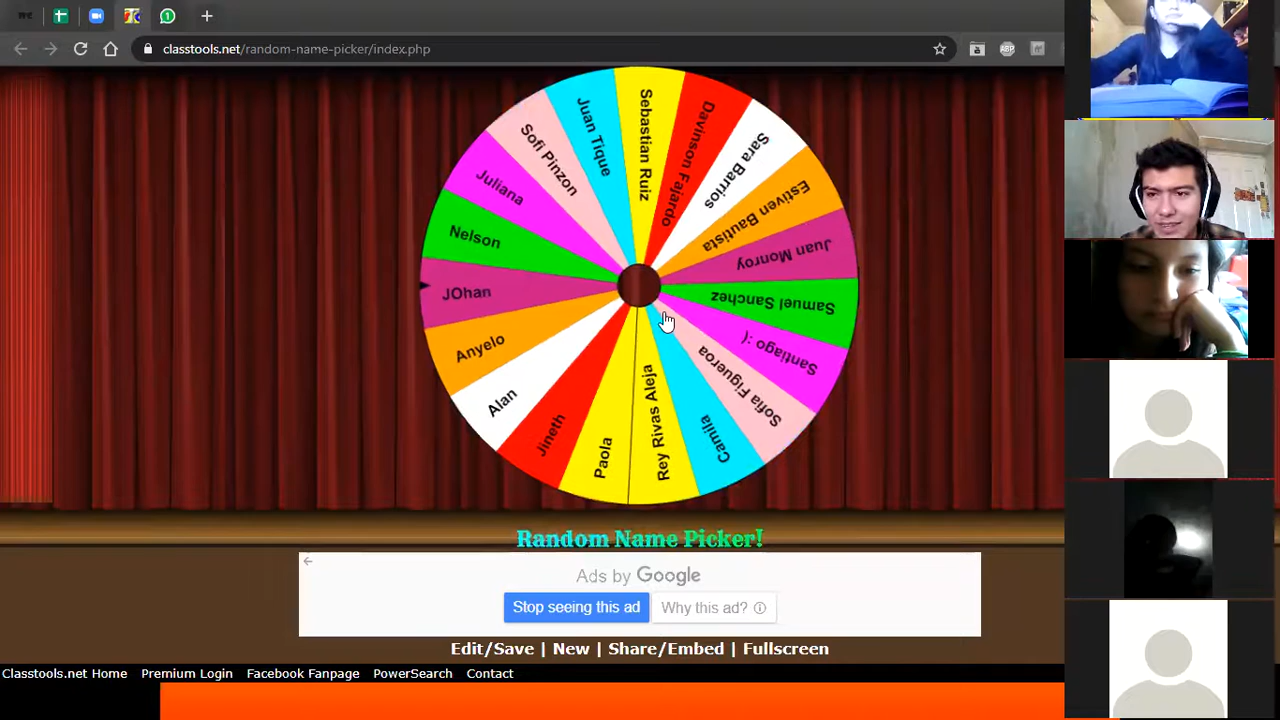 classtools.net/random-name-picker/index.php
ABP
Sebastian Ruiz
Davinson Fajardo
Sara Barrios
Estiven Bautista
Juan Monroy
Samuel Sanchez
Santiago :(
Sofia Figueroa
Camila
Rey Rivas Aleja
Paola
Jineth
Alan
Anyelo
JOhan
Nelson
Juliana
Sofi Pinzon
Juan Tique
Random Name Picker!
Ads by Google
Stop seeing this ad
Why this ad?
Edit/Save | New | Share/Embed | Fullscreen
Classtools.net Home Premium Login Facebook Fanpage PowerSearch Contact